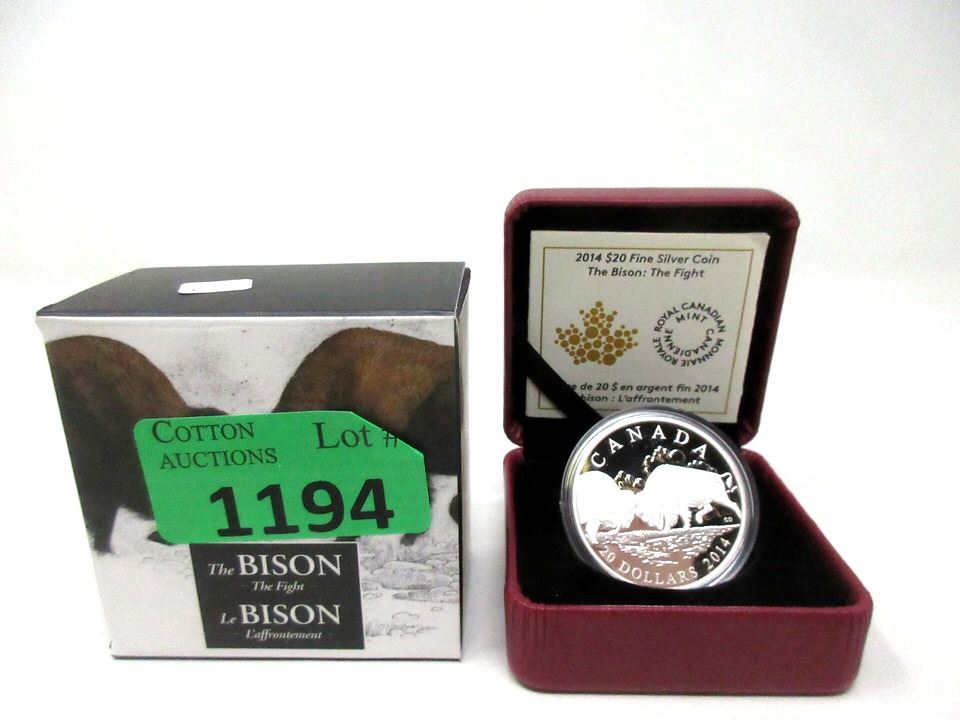 COTTON
AUCTIONS
Lot #
1194
The BISON
The Fight
Le BISON
L'affrontement
2014 $20 Fine Silver Coin
The Bison: The Fight
ROYAL CANADIAN MINT
MONNAIE ROYALE CANADIENNE
de 20 $ en argent fin 2014
bison : L'affrontement
CANADA
20 DOLLARS 2014